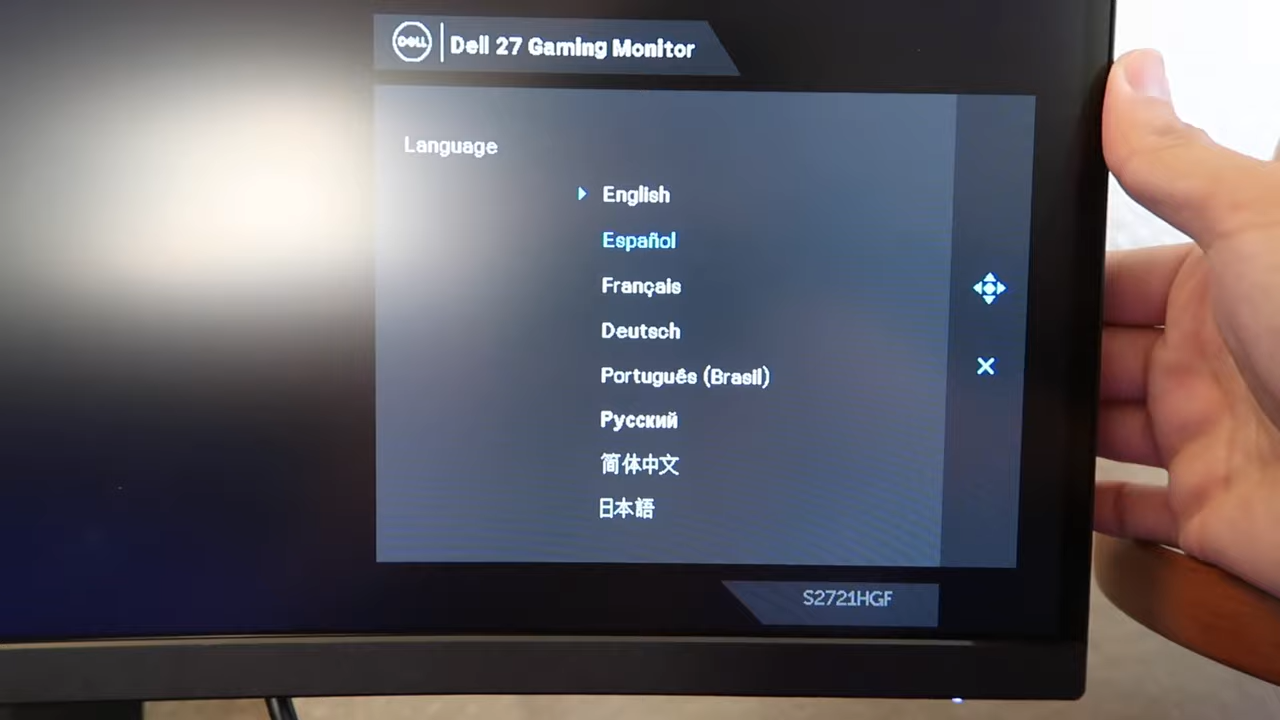 DELL
Dell 27 Gaming Monitor
Language
English
Español
Français
Deutsch
Português (Brasil)
Русский
简体中文
日本語
S2721HGF